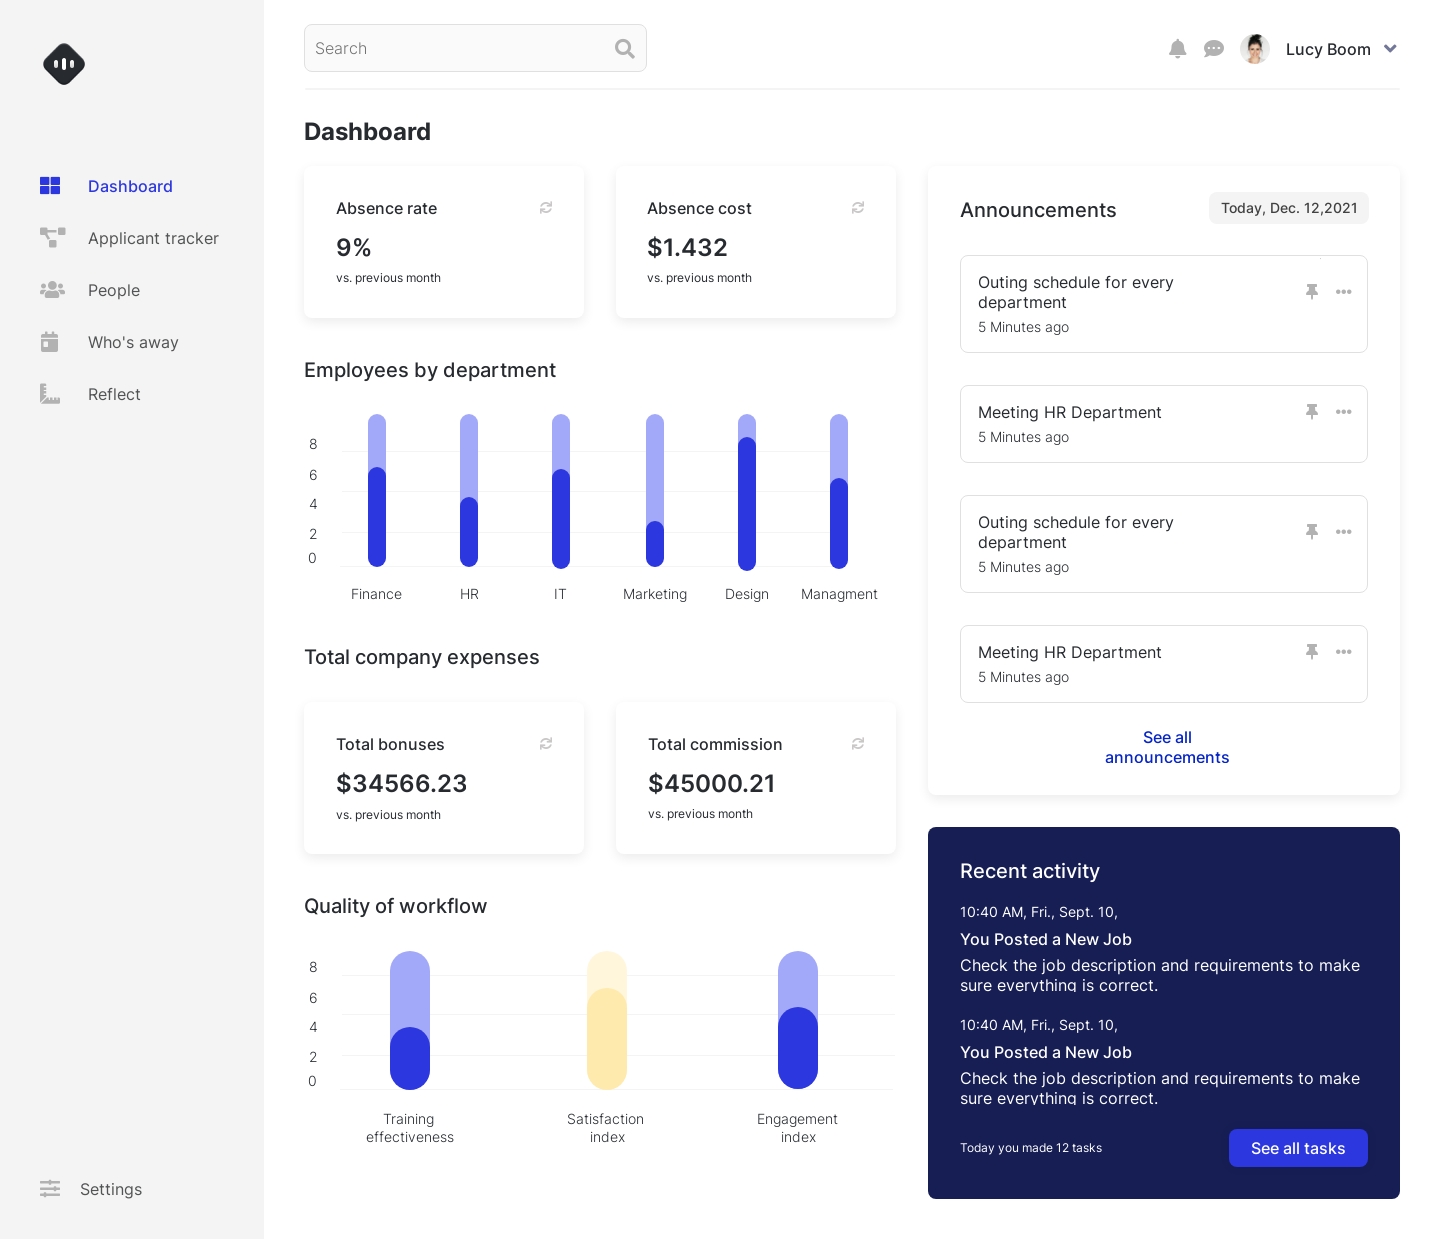 Search
Lucy Boom
Dashboard
Applicant tracker
People
Who's away
Reflect
Settings
Dashboard
Absence rate
9%
vs. previous month
Absence cost
$1.432
vs. previous month
Employees by department
8
6
4
2
0
Finance
HR
IT
Marketing
Design
Managment
Total company expenses
Total bonuses
$34566.23
vs. previous month
Total commission
$45000.21
vs. previous month
Quality of workflow
8
6
4
2
0
Training
effectiveness
Satisfaction
index
Engagement
index
Announcements
Today, Dec. 12,2021
Outing schedule for every
department
5 Minutes ago
Meeting HR Department
5 Minutes ago
Outing schedule for every
department
5 Minutes ago
Meeting HR Department
5 Minutes ago
See all
announcements
Recent activity
10:40 AM, Fri., Sept. 10,
You Posted a New Job
Check the job description and requirements to make
sure everything is correct.
10:40 AM, Fri., Sept. 10,
You Posted a New Job
Check the job description and requirements to make
sure everything is correct.
Today you made 12 tasks
See all tasks